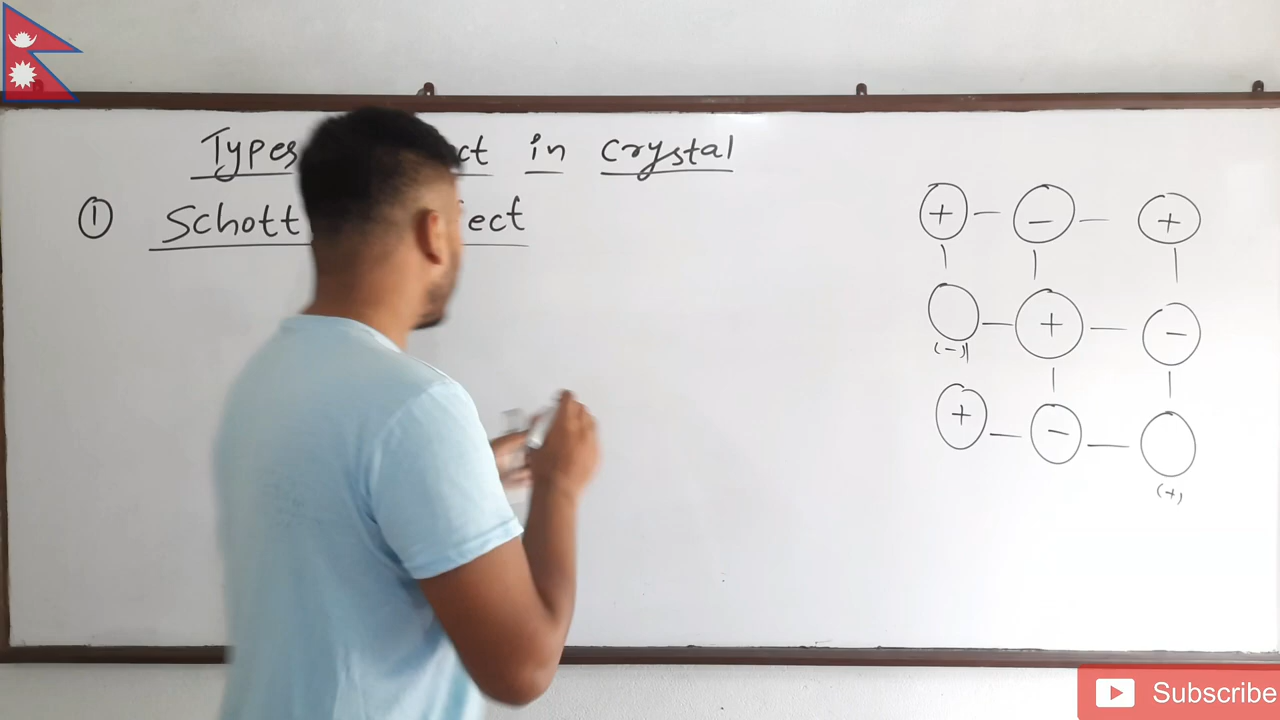 Types ct in crystal
① Schott ect
+ - +
+ -
(-)
+ -
(+)
Subscribe